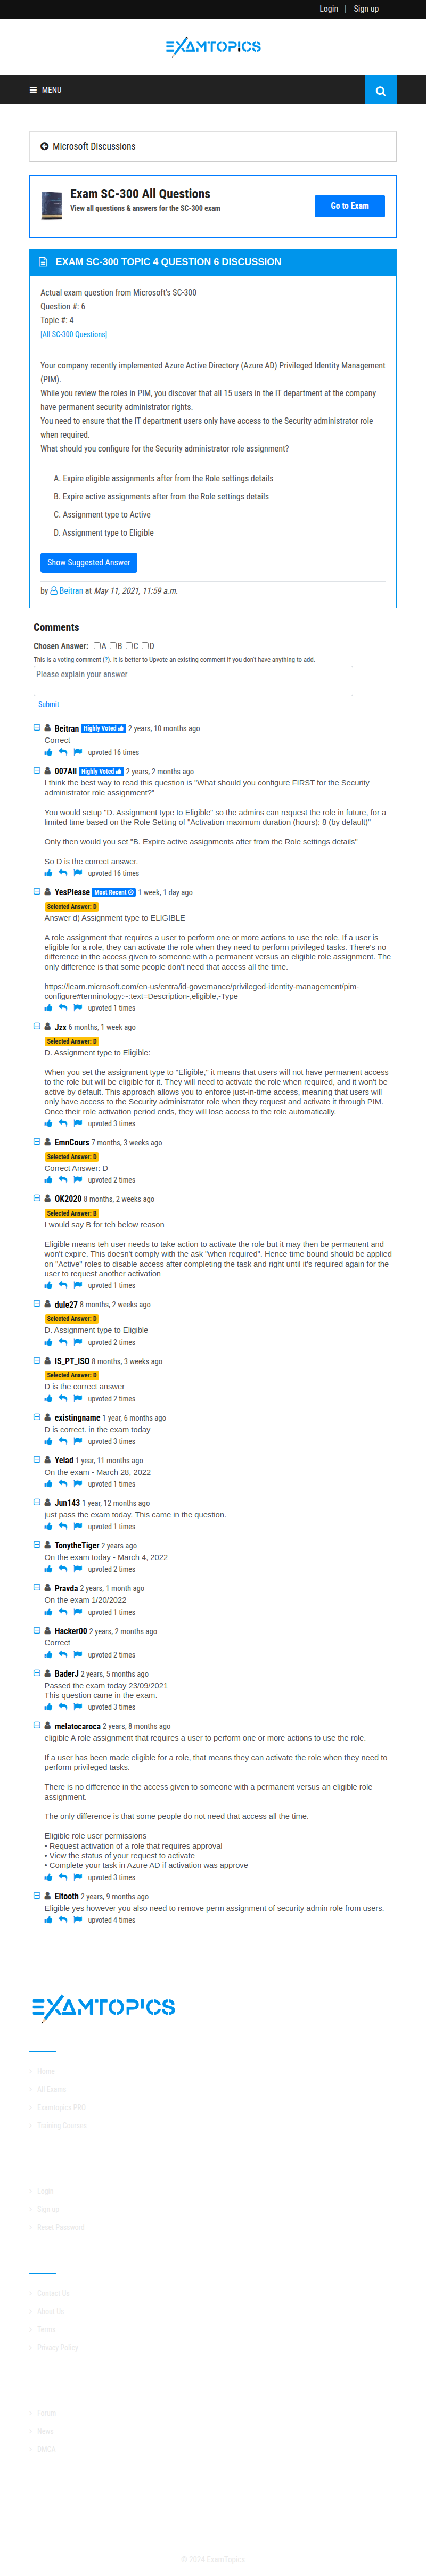 Login | Sign up
EXAMTOPICS
MENU
Microsoft Discussions
Exam SC-300 All Questions
View all questions & answers for the SC-300 exam
Go to Exam
EXAM SC-300 TOPIC 4 QUESTION 6 DISCUSSION
Actual exam question from Microsoft's SC-300
Question #: 6
Topic #: 4
[All SC-300 Questions]
Your company recently implemented Azure Active Directory (Azure AD) Privileged Identity Management
(PIM).
While you review the roles in PIM, you discover that all 15 users in the IT department at the company
have permanent security administrator rights.
You need to ensure that the IT department users only have access to the Security administrator role
when required.
What should you configure for the Security administrator role assignment?
A. Expire eligible assignments after from the Role settings details
B. Expire active assignments after from the Role settings details
C. Assignment type to Active
D. Assignment type to Eligible
Show Suggested Answer
by Beitran at May 11, 2021, 11:59 a.m.
Comments
Chosen Answer: A B C D
This is a voting comment (?). It is better to Upvote an existing comment if you don't have anything to add.
Please explain your answer
Submit
Beitran Highly Voted 2 years, 10 months ago
Correct
upvoted 16 times
007Ali Highly Voted 2 years, 2 months ago
I think the best way to read this question is "What should you configure FIRST for the Security
administrator role assignment?"
You would setup "D. Assignment type to Eligible" so the admins can request the role in future, for a
limited time based on the Role Setting of "Activation maximum duration (hours): 8 (by default)"
Only then would you set "B. Expire active assignments after from the Role settings details"
So D is the correct answer.
upvoted 16 times
YesPlease Most Recent 1 week, 1 day ago
Selected Answer: D
Answer d) Assignment type to ELIGIBLE
A role assignment that requires a user to perform one or more actions to use the role. If a user is
eligible for a role, they can activate the role when they need to perform privileged tasks. There's no
difference in the access given to someone with a permanent versus an eligible role assignment. The
only difference is that some people don't need that access all the time.
https://learn.microsoft.com/en-us/entra/id-governance/privileged-identity-management/pim-
configure#terminology:~:text=Description-,eligible,-Type
upvoted 1 times
Jzx 6 months, 1 week ago
Selected Answer: D
D. Assignment type to Eligible:
When you set the assignment type to "Eligible," it means that users will not have permanent access
to the role but will be eligible for it. They will need to activate the role when required, and it won't be
active by default. This approach allows you to enforce just-in-time access, meaning that users will
only have access to the Security administrator role when they request and activate it through PIM.
Once their role activation period ends, they will lose access to the role automatically.
upvoted 3 times
EmnCours 7 months, 3 weeks ago
Selected Answer: D
Correct Answer: D
upvoted 2 times
OK2020 8 months, 2 weeks ago
Selected Answer: B
I would say B for teh below reason
Eligible means teh user needs to take action to activate the role but it may then be permanent and
won't expire. This doesn't comply with the ask "when required". Hence time bound should be applied
on "Active" roles to disable access after completing the task and right until it's required again for the
user to request another activation
upvoted 1 times
dule27 8 months, 2 weeks ago
Selected Answer: D
D. Assignment type to Eligible
upvoted 2 times
IS_PT_ISO 8 months, 3 weeks ago
Selected Answer: D
D is the correct answer
upvoted 2 times
existingname 1 year, 6 months ago
D is correct. in the exam today
upvoted 3 times
Yelad 1 year, 11 months ago
On the exam - March 28, 2022
upvoted 1 times
Jun143 1 year, 12 months ago
just pass the exam today. This came in the question.
upvoted 1 times
TonytheTiger 2 years ago
On the exam today - March 4, 2022
upvoted 2 times
Pravda 2 years, 1 month ago
On the exam 1/20/2022
upvoted 1 times
Hacker00 2 years, 2 months ago
Correct
upvoted 2 times
BaderJ 2 years, 5 months ago
Passed the exam today 23/09/2021
This question came in the exam.
upvoted 3 times
melatocaroca 2 years, 8 months ago
eligible A role assignment that requires a user to perform one or more actions to use the role.
If a user has been made eligible for a role, that means they can activate the role when they need to
perform privileged tasks.
There is no difference in the access given to someone with a permanent versus an eligible role
assignment.
The only difference is that some people do not need that access all the time.
Eligible role user permissions
• Request activation of a role that requires approval
• View the status of your request to activate
• Complete your task in Azure AD if activation was approve
upvoted 3 times
Eltooth 2 years, 9 months ago
Eligible yes however you also need to remove perm assignment of security admin role from users.
upvoted 4 times
EXAMTOPICS
Home
All Exams
Examtopics PRO
Training Courses
Login
Sign up
Reset Password
Contact Us
About Us
Terms
Privacy Policy
Forum
News
DMCA
© 2024 ExamTopics